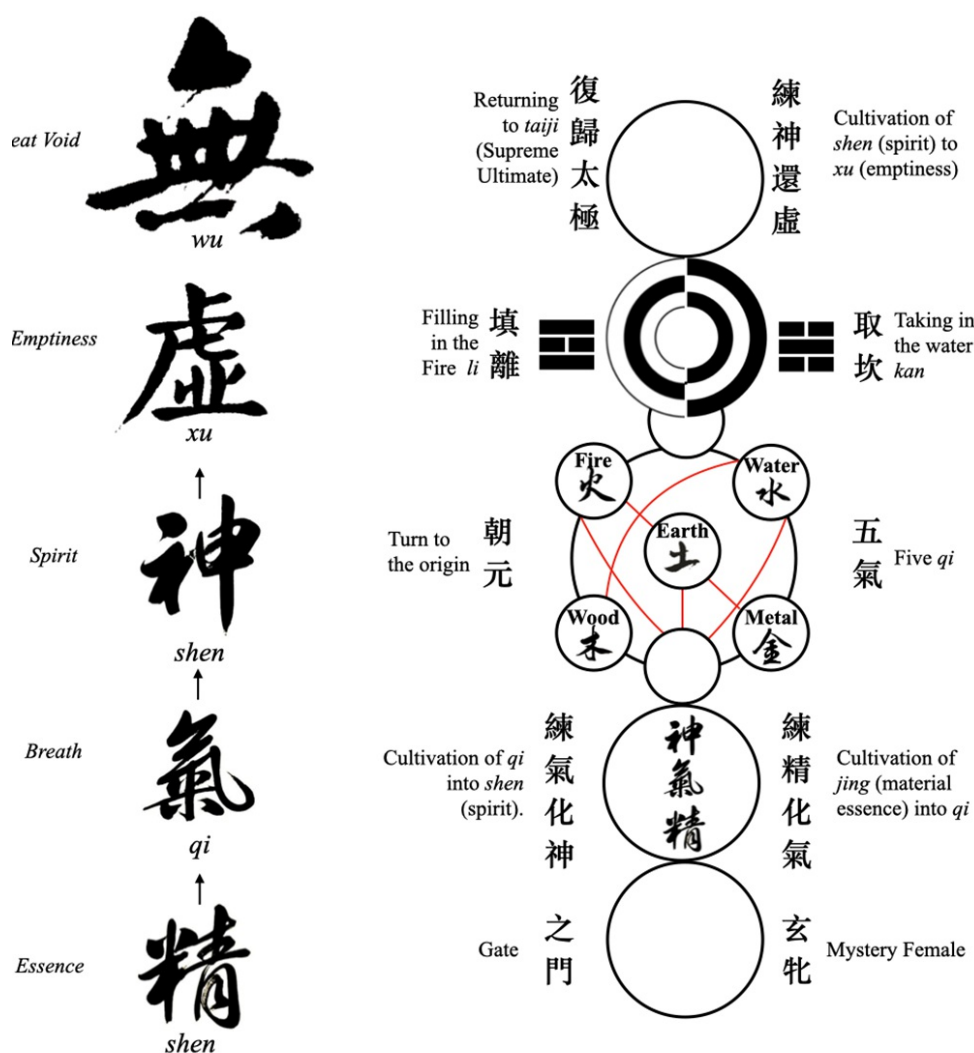 eat Void
無
wu
Emptiness
虛
xu
Spirit
神
shen
Breath
氣
qi
Essence
精
shen
Returning
to taiji
(Supreme
Ultimate)
復歸太極
練神還虛
Cultivation of
shen (spirit) to
xu (emptiness)
Filling
in the
Fire li
填離
取坎
Taking in
the water
kan
Fire
火
Water
水
Earth
土
Turn to
the origin
朝元
五氣
Five qi
Wood
木
Metal
金
Cultivation of qi
into shen
(spirit).
練氣化神
神
氣
精
練精化氣
Cultivation of
jing (material
essence) into qi
Gate
之門
玄牝
Mystery Female